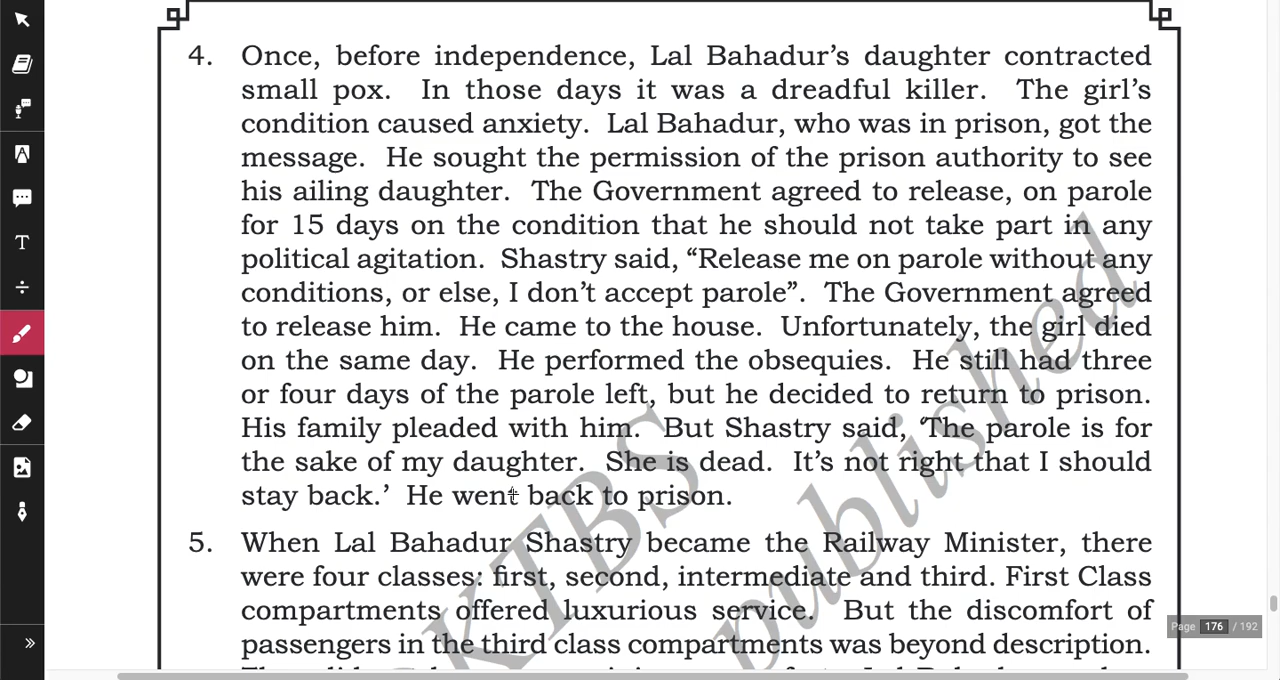 4. Once, before independence, Lal Bahadur’s daughter contracted
small pox. In those days it was a dreadful killer. The girl’s
condition caused anxiety. Lal Bahadur, who was in prison, got the
message. He sought the permission of the prison authority to see
his ailing daughter. The Government agreed to release, on parole
for 15 days on the condition that he should not take part in any
political agitation. Shastry said, “Release me on parole without any
conditions, or else, I don’t accept parole”. The Government agreed
to release him. He came to the house. Unfortunately, the girl died
on the same day. He performed the obsequies. He still had three
or four days of the parole left, but he decided to return to prison.
His family pleaded with him. But Shastry said, ‘The parole is for
the sake of my daughter. She is dead. It’s not right that I should
stay back.’ He went back to prison.
5. When Lal Bahadur Shastry became the Railway Minister, there
were four classes: first, second, intermediate and third. First Class
compartments offered luxurious service. But the discomfort of
passengers in the third class compartments was beyond description.
KTBS
published
Page 176 / 192
T